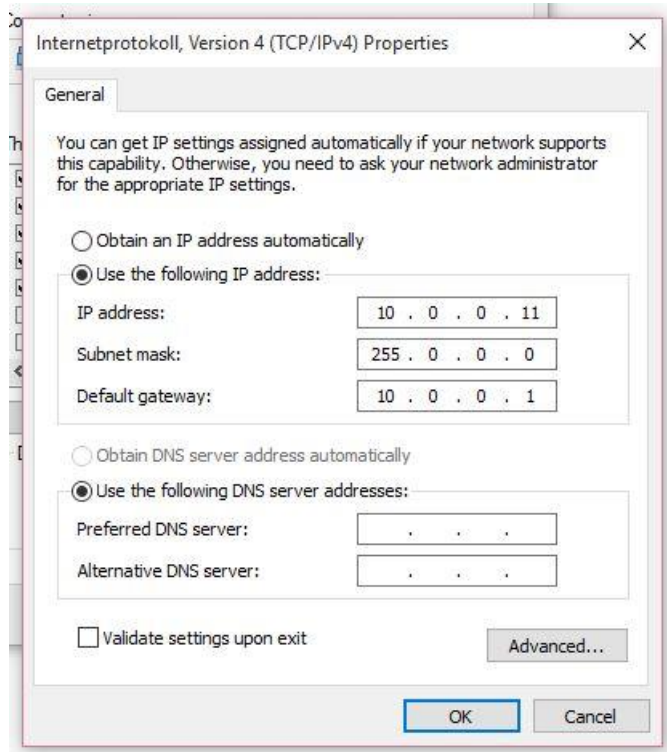 Co
Internetprotokoll, Version 4 (TCP/IPv4) Properties
General
Th
You can get IP settings assigned automatically if your network supports
this capability. Otherwise, you need to ask your network administrator
for the appropriate IP settings.
Obtain an IP address automatically
Use the following IP address:
IP address: 10 . 0 . 0 . 11
Subnet mask: 255 . 0 . 0 . 0
Default gateway: 10 . 0 . 0 . 1
Obtain DNS server address automatically
Use the following DNS server addresses:
Preferred DNS server: . . .
Alternative DNS server: . . .
Validate settings upon exit
Advanced...
OK Cancel